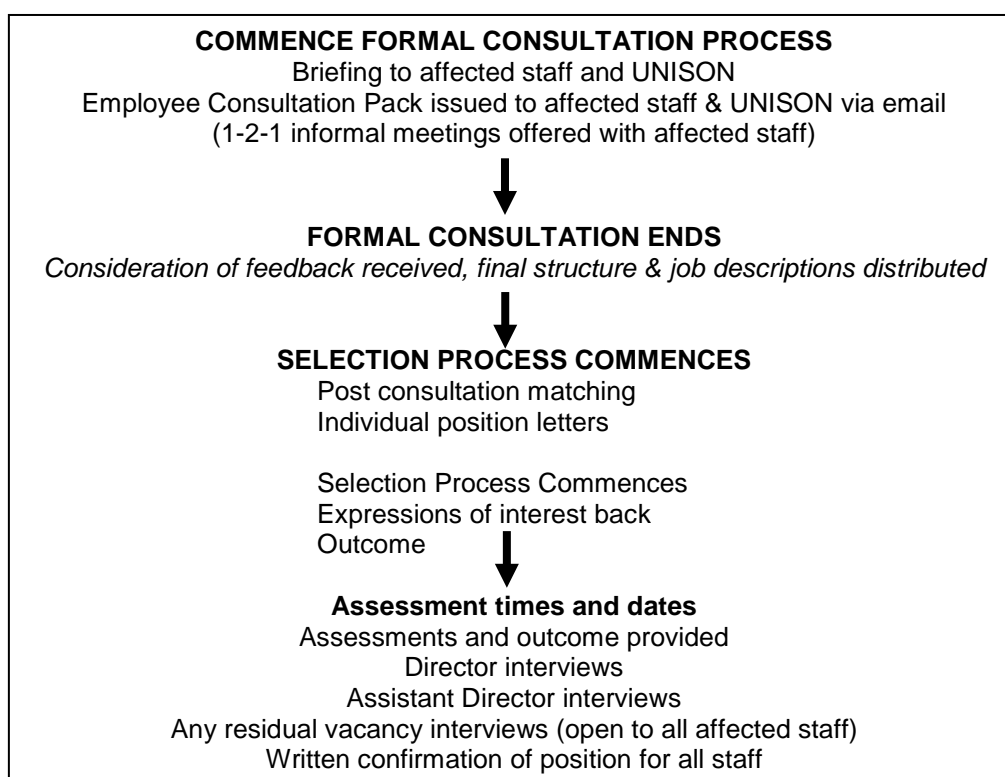 COMMENCE FORMAL CONSULTATION PROCESS
Briefing to affected staff and UNISON
Employee Consultation Pack issued to affected staff & UNISON via email
(1-2-1 informal meetings offered with affected staff)
FORMAL CONSULTATION ENDS
Consideration of feedback received, final structure & job descriptions distributed
SELECTION PROCESS COMMENCES
Post consultation matching
Individual position letters
Selection Process Commences
Expressions of interest back
Outcome
Assessment times and dates
Assessments and outcome provided
Director interviews
Assistant Director interviews
Any residual vacancy interviews (open to all affected staff)
Written confirmation of position for all staff